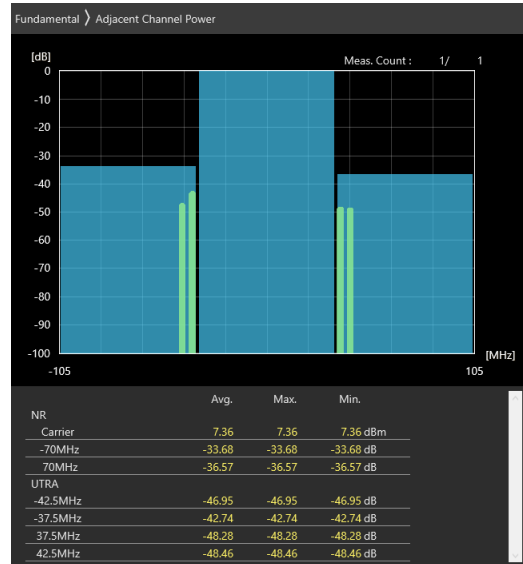 Fundamental 〉Adjacent Channel Power
[dB]
Meas. Count : 1/ 1
0
-10
-20
-30
-40
-50
-60
-70
-80
-90
-100
[MHz]
-105 105
Avg. Max. Min.
NR
Carrier 7.36 7.36 7.36 dBm
-70MHz -33.68 -33.68 -33.68 dB
70MHz -36.57 -36.57 -36.57 dB
UTRA
-42.5MHz -46.95 -46.95 -46.95 dB
-37.5MHz -42.74 -42.74 -42.74 dB
37.5MHz -48.28 -48.28 -48.28 dB
42.5MHz -48.46 -48.46 -48.46 dB